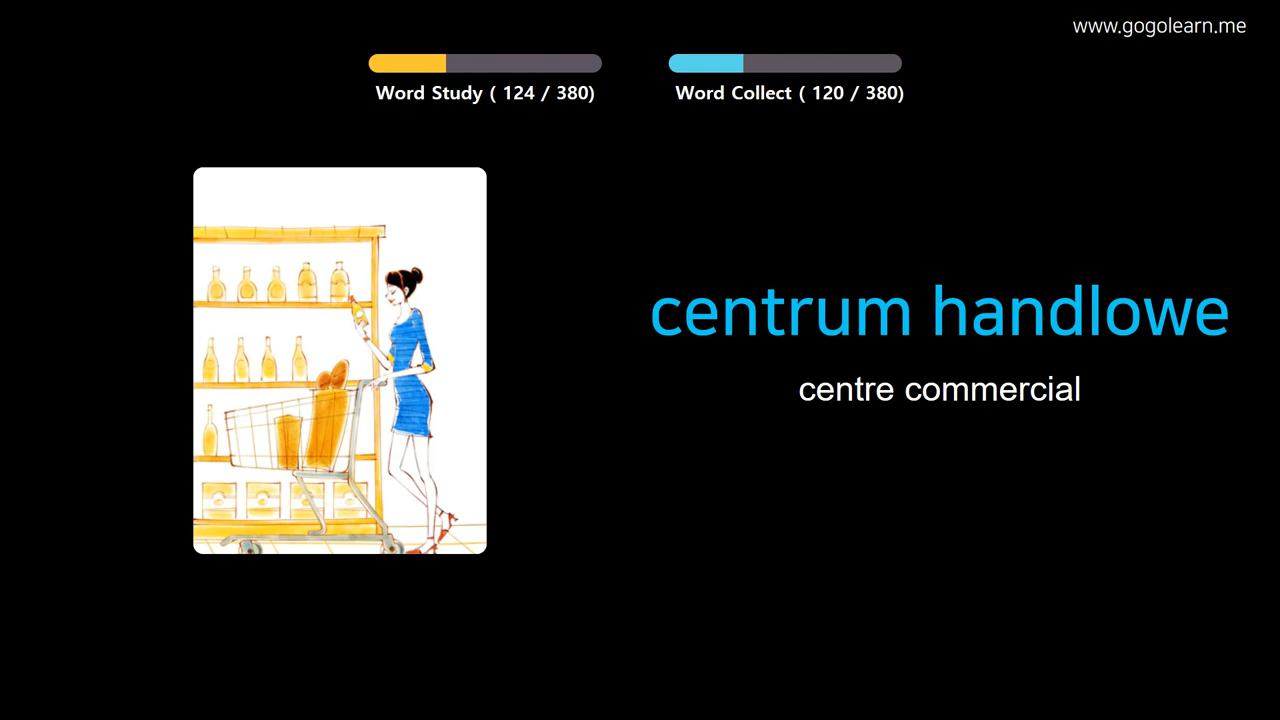 www.gogolearn.me
Word Study ( 124 / 380)
Word Collect ( 120 / 380)
centrum handlowe
centre commercial